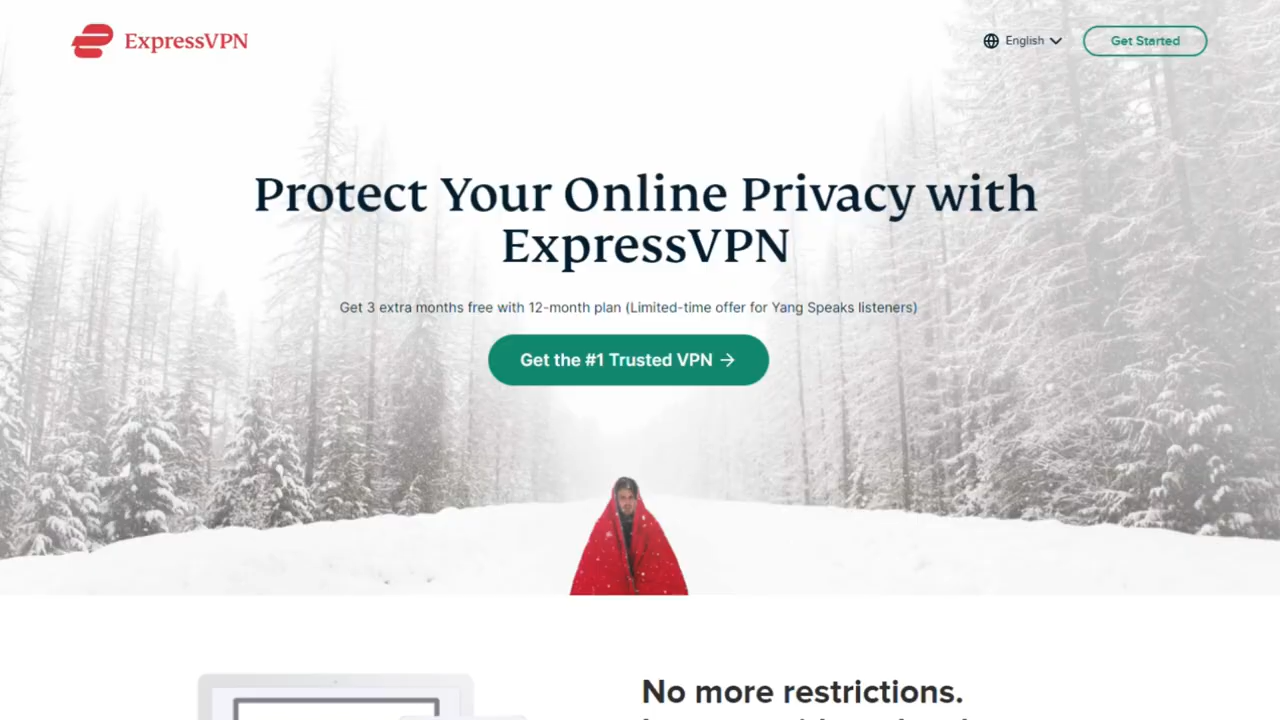 ExpressVPN
English
Get Started
Protect Your Online Privacy with
ExpressVPN
Get 3 extra months free with 12-month plan (Limited-time offer for Yang Speaks listeners)
Get the #1 Trusted VPN →
No more restrictions.